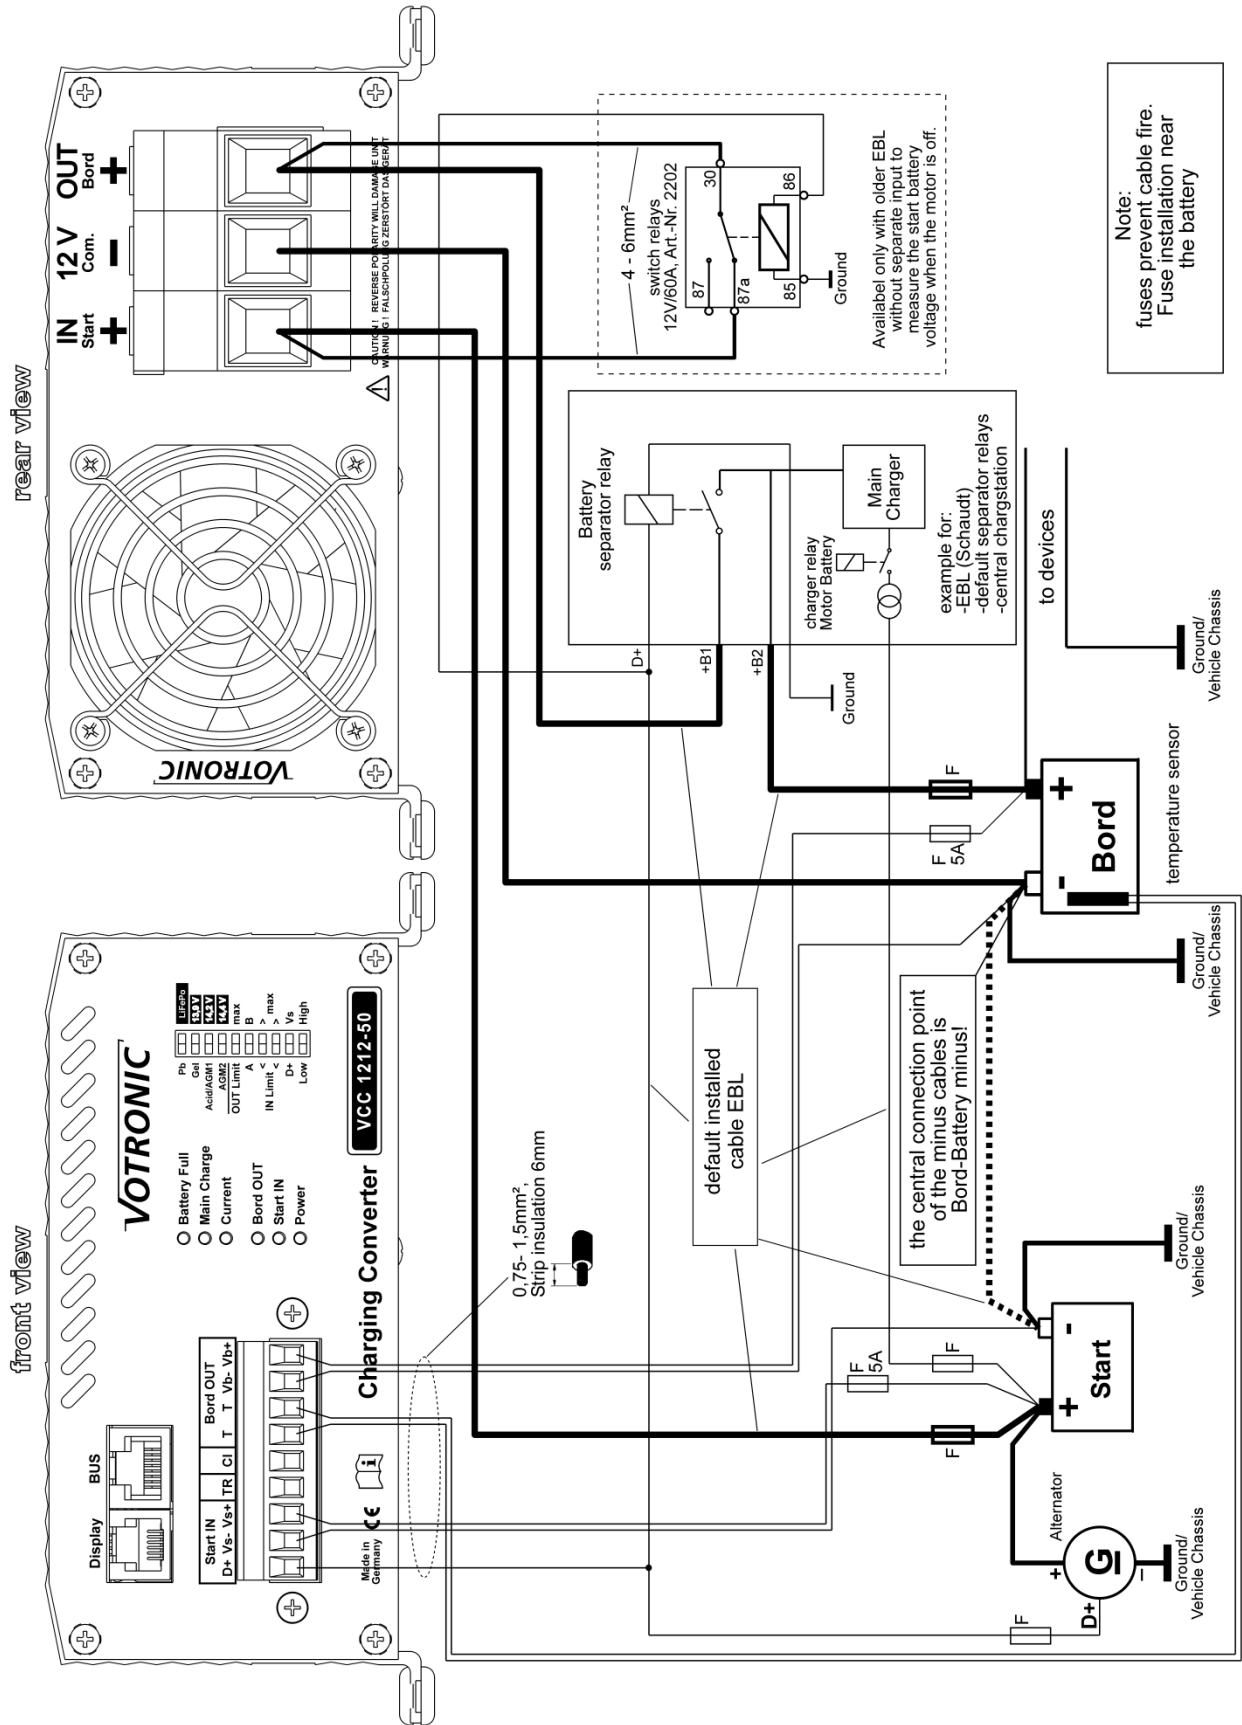 front view
rear view
Display
BUS
Start IN
D+ Vs- Vs+
TR
CI
Bord OUT
T T Vb- Vb+
Made in
Germany
CE
i
Charging Converter
VCC 1212-50
VOTRONIC
Battery Full
Main Charge
Current
Bord OUT
Start IN
Power
Pb LiFePo
Gel 13,8 V
Acid/AGM1 14,2 V
AGM2 14,4 V
OUT Limit max
A B
< >
IN Limit max
< >
D+ Vs
Low High
VOTRONIC
IN
Start
+
12 V
Com.
-
OUT
Bord
+
CAUTION ! REVERSE POLARITY WILL DAMAGE UNIT
WARNUNG ! FALSCHPOLUNG ZERSTÖRT DAS GERÄT
0,75- 1,5mm²,
Strip insulation 6mm
4 - 6mm²
switch relays
12V/60A, Art.-Nr. 2202
87
30
87a
85
86
Ground
Availabel only with older EBL
without separate input to
measure the start battery
voltage when the motor is off.
Battery
separator relay
D+
+B1
+B2
Ground
charger relay
Motor Battery
Main
Charger
example for:
-EBL (Schaudt)
-default separator relays
-central chargstation
default installed
cable EBL
the central connection point
of the minus cables is
Bord-Battery minus!
F
F
5A
F
F
D+
+
Alternator
G
–
Ground/
Vehicle Chassis
+
-
Start
Ground/
Vehicle Chassis
F
5A
F
-
+
Bord
temperature sensor
Ground/
Vehicle Chassis
to devices
Ground/
Vehicle Chassis
Note:
fuses prevent cable fire.
Fuse installation near
the battery